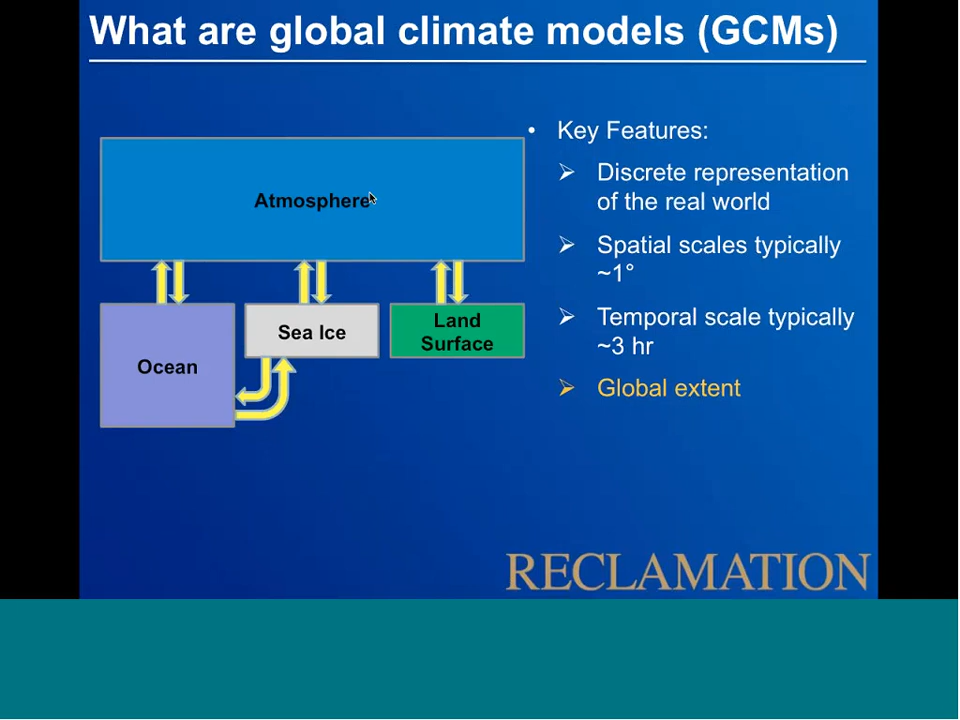 What are global climate models (GCMs)
Atmosphere
Ocean
Sea Ice
Land
Surface
• Key Features:
➢ Discrete representation
of the real world
➢ Spatial scales typically
~1°
➢ Temporal scale typically
~3 hr
➢ Global extent
RECLAMATION